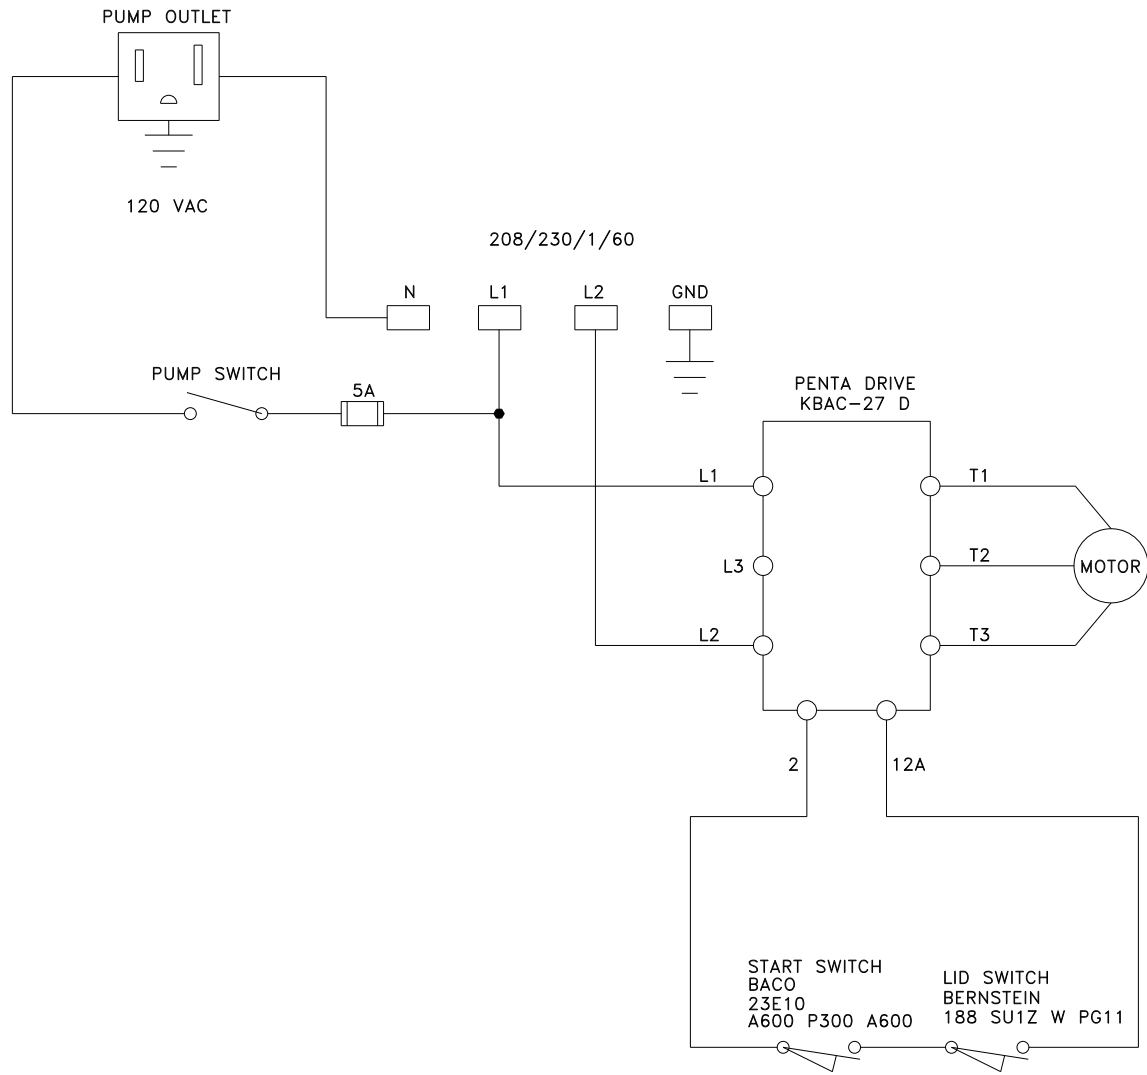 PUMP OUTLET
120 VAC
208/230/1/60
N
L1
L2
GND
PUMP SWITCH
5A
PENTA DRIVE
KBAC-27 D
L1
T1
L3
T2
MOTOR
L2
T3
2
12A
START SWITCH
BACO
23E10
A600 P300 A600
LID SWITCH
BERNSTEIN
188 SU1Z W PG11